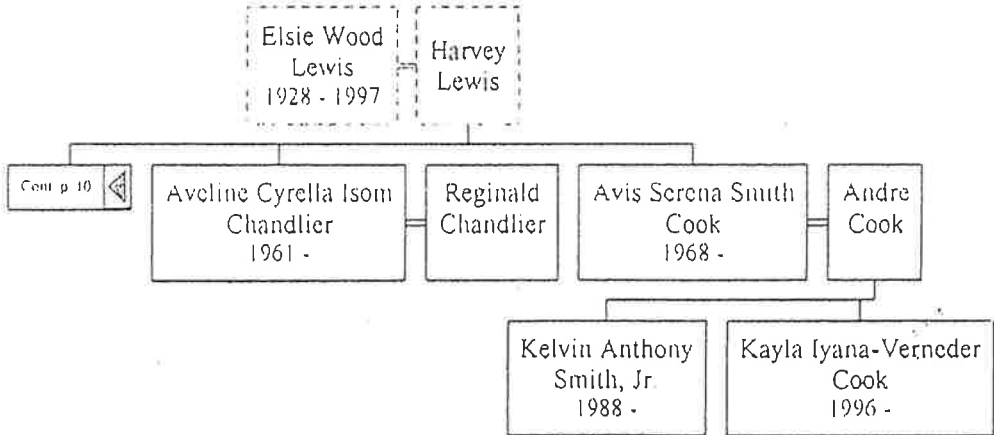 Elsie Wood
Lewis
1928 - 1997
Harvey
Lewis
Cont. p. 10
Aveline Cyrella Isom
Chandlier
1961 -
Reginald
Chandlier
Avis Serena Smith
Cook
1968 -
Andre
Cook
Kelvin Anthony
Smith, Jr.
1988 -
Kayla Iyana-Verneder
Cook
1996 -